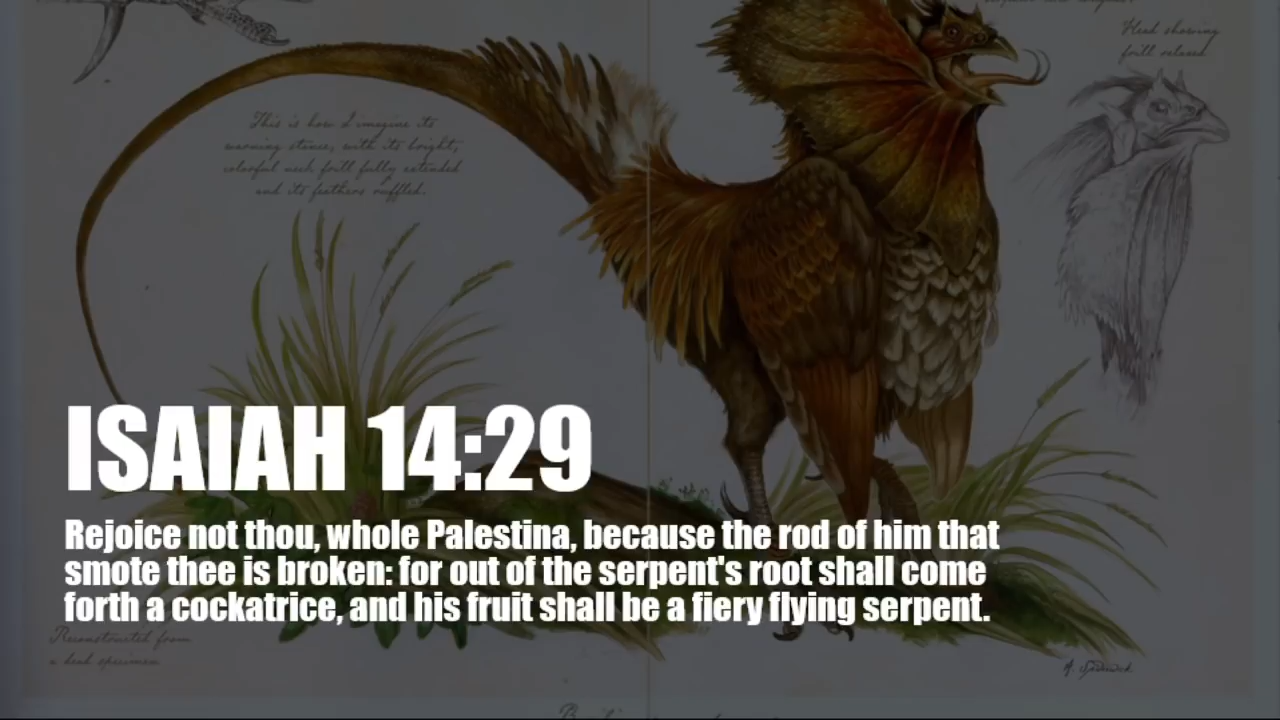 Head showing
frill relaxed
This is how I imagine its
warning stance, with its bright,
colorful neck frill fully extended
and its feathers ruffled.
ISAIAH 14:29
Rejoice not thou, whole Palestina, because the rod of him that
smote thee is broken: for out of the serpent's root shall come
forth a cockatrice, and his fruit shall be a fiery flying serpent.
Reconstructed from
a dead specimen